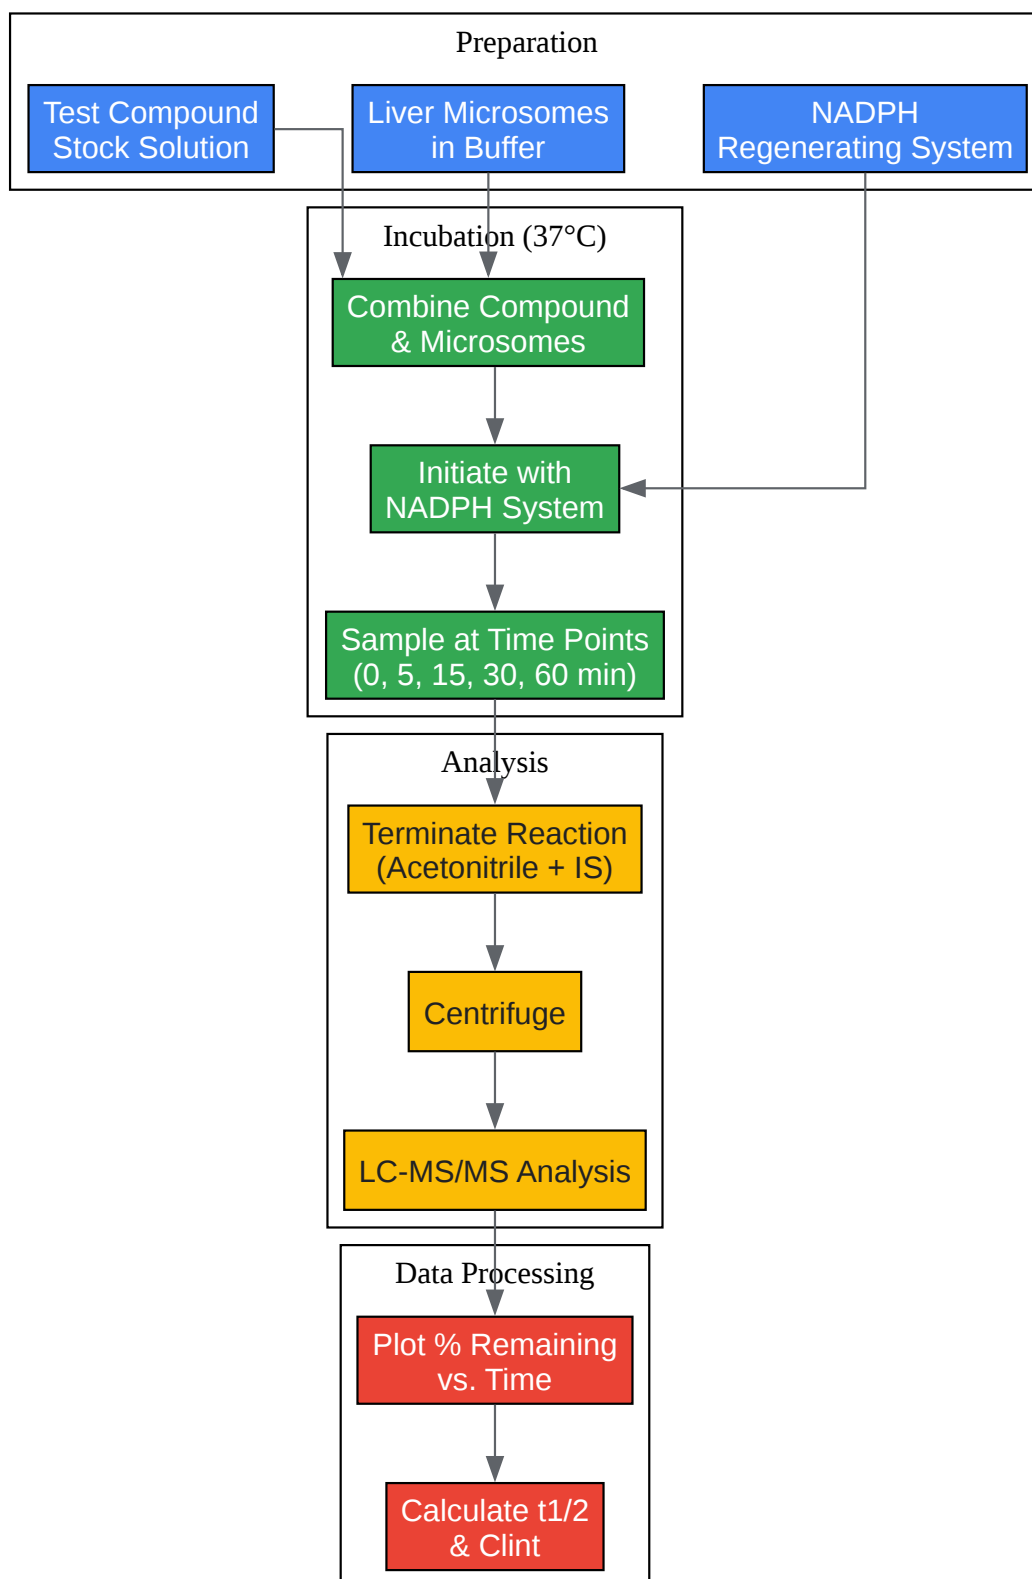 Preparation
Test Compound
Stock Solution
Liver Microsomes
in Buffer
NADPH
Regenerating System
Incubation (37°C)
Combine Compound
& Microsomes
Initiate with
NADPH System
Sample at Time Points
(0, 5, 15, 30, 60 min)
Analysis
Terminate Reaction
(Acetonitrile + IS)
Centrifuge
LC-MS/MS Analysis
Data Processing
Plot % Remaining
vs. Time
Calculate t1/2
& Clint